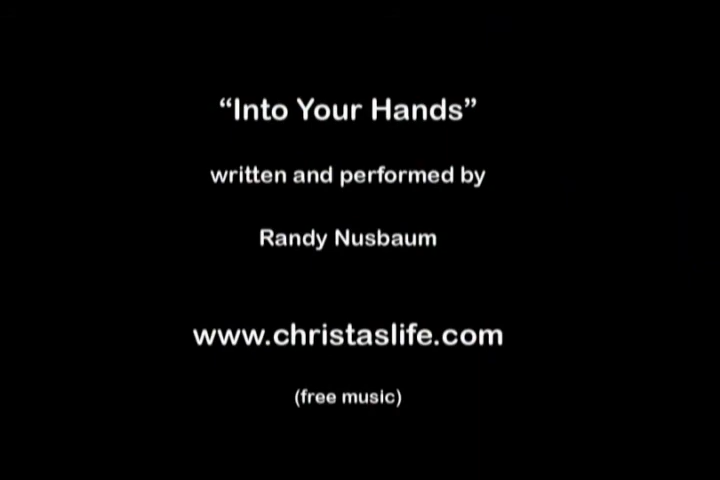 “Into Your Hands”
written and performed by
Randy Nusbaum
www.christaslife.com
(free music)